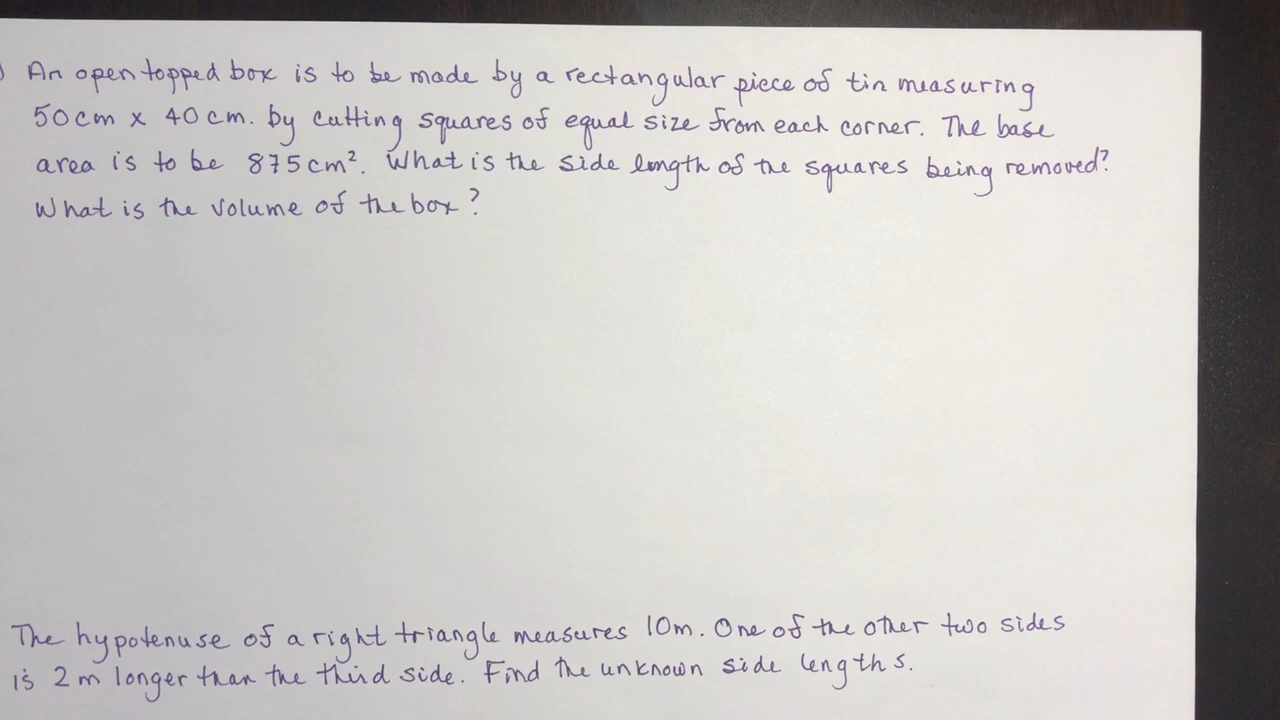 An open topped box is to be made by a rectangular piece of tin measuring
50cm x 40cm. by cutting squares of equal size from each corner. The base
area is to be 875cm². What is the side length of the squares being removed?
What is the volume of the box?
The hypotenuse of a right triangle measures 10m. One of the other two sides
is 2m longer than the third side. Find the unknown side lengths.